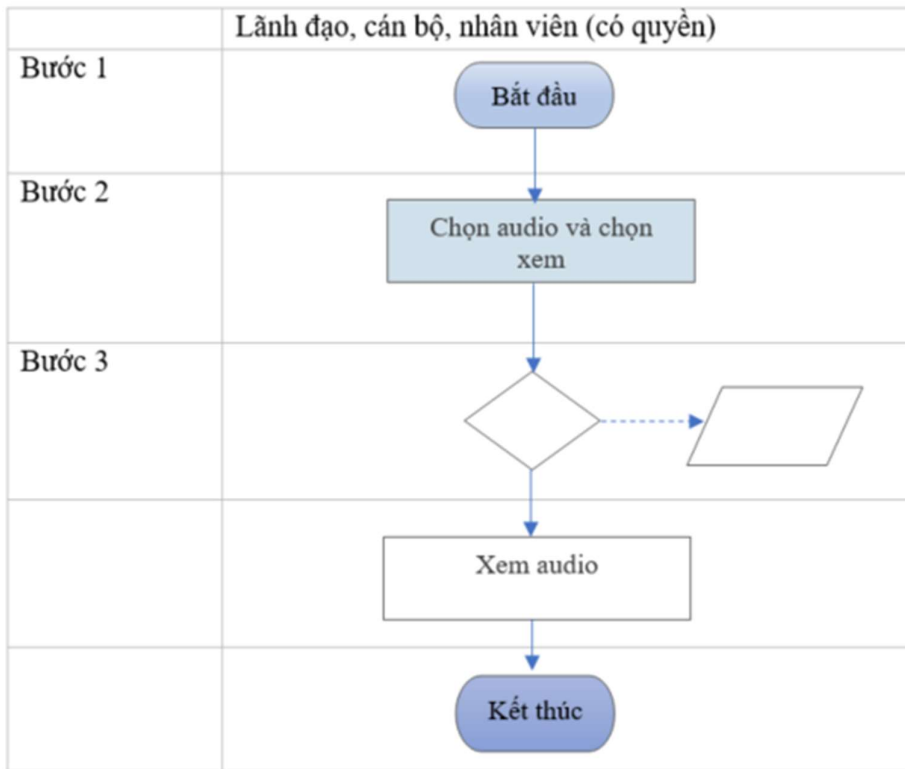 Lãnh đạo, cán bộ, nhân viên (có quyền)
Bước 1
Bắt đầu
Bước 2
Chọn audio và chọn
xem
Bước 3
Xem audio
Kết thúc